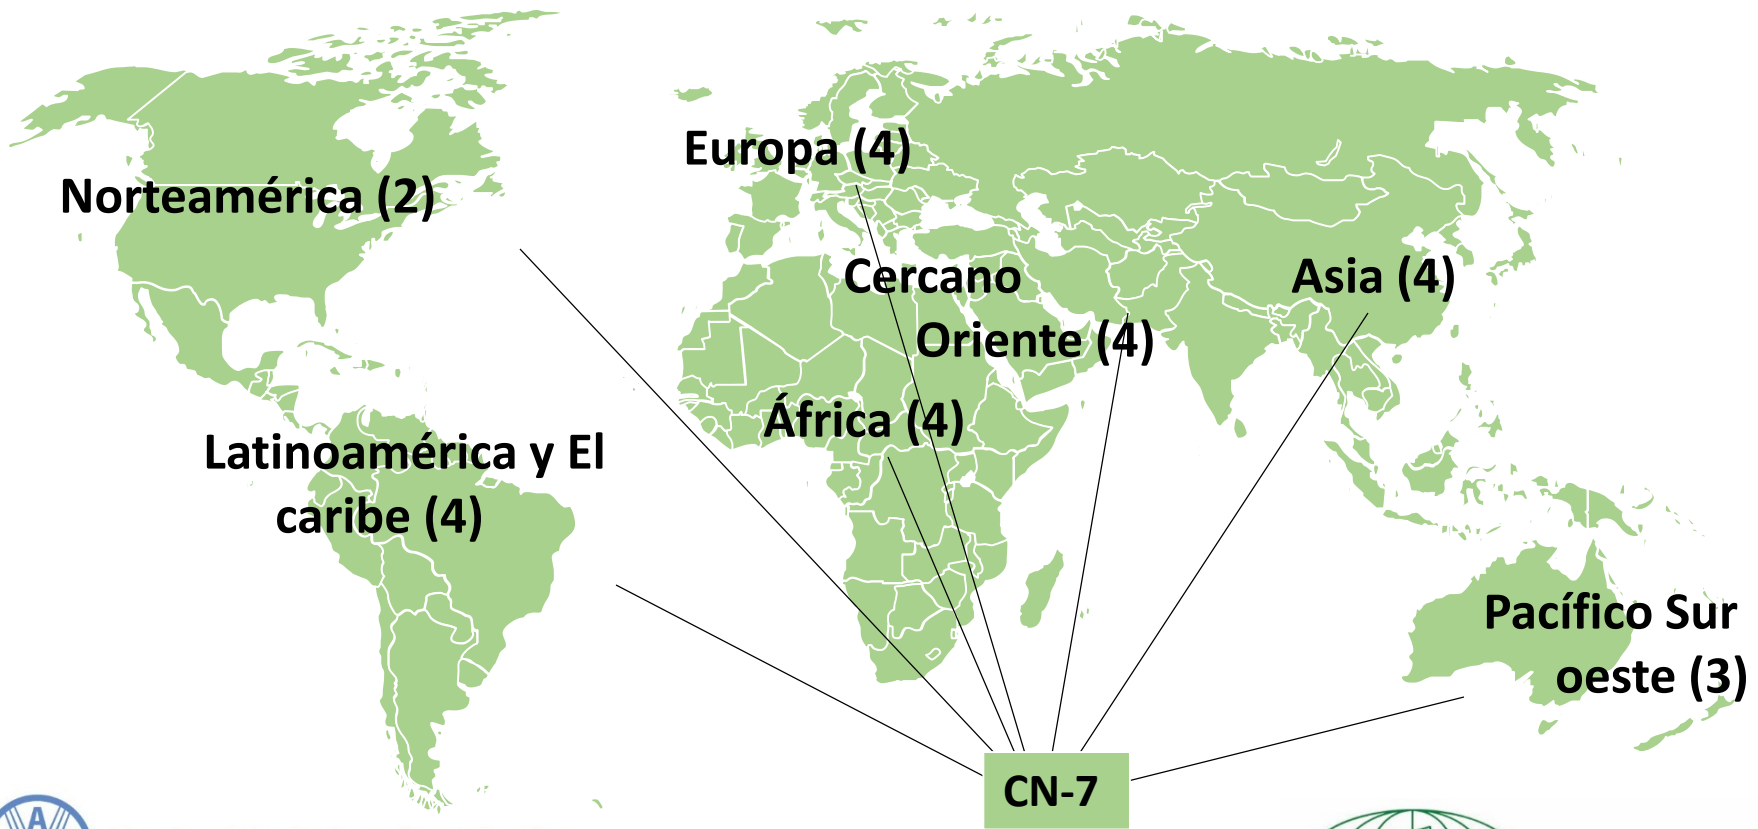 Europa (4)
Norteamérica (2)
Cercano
Oriente (4)
Asia (4)
África (4)
Latinoamérica y El
caribe (4)
Pacífico Sur
oeste (3)
CN-7
A